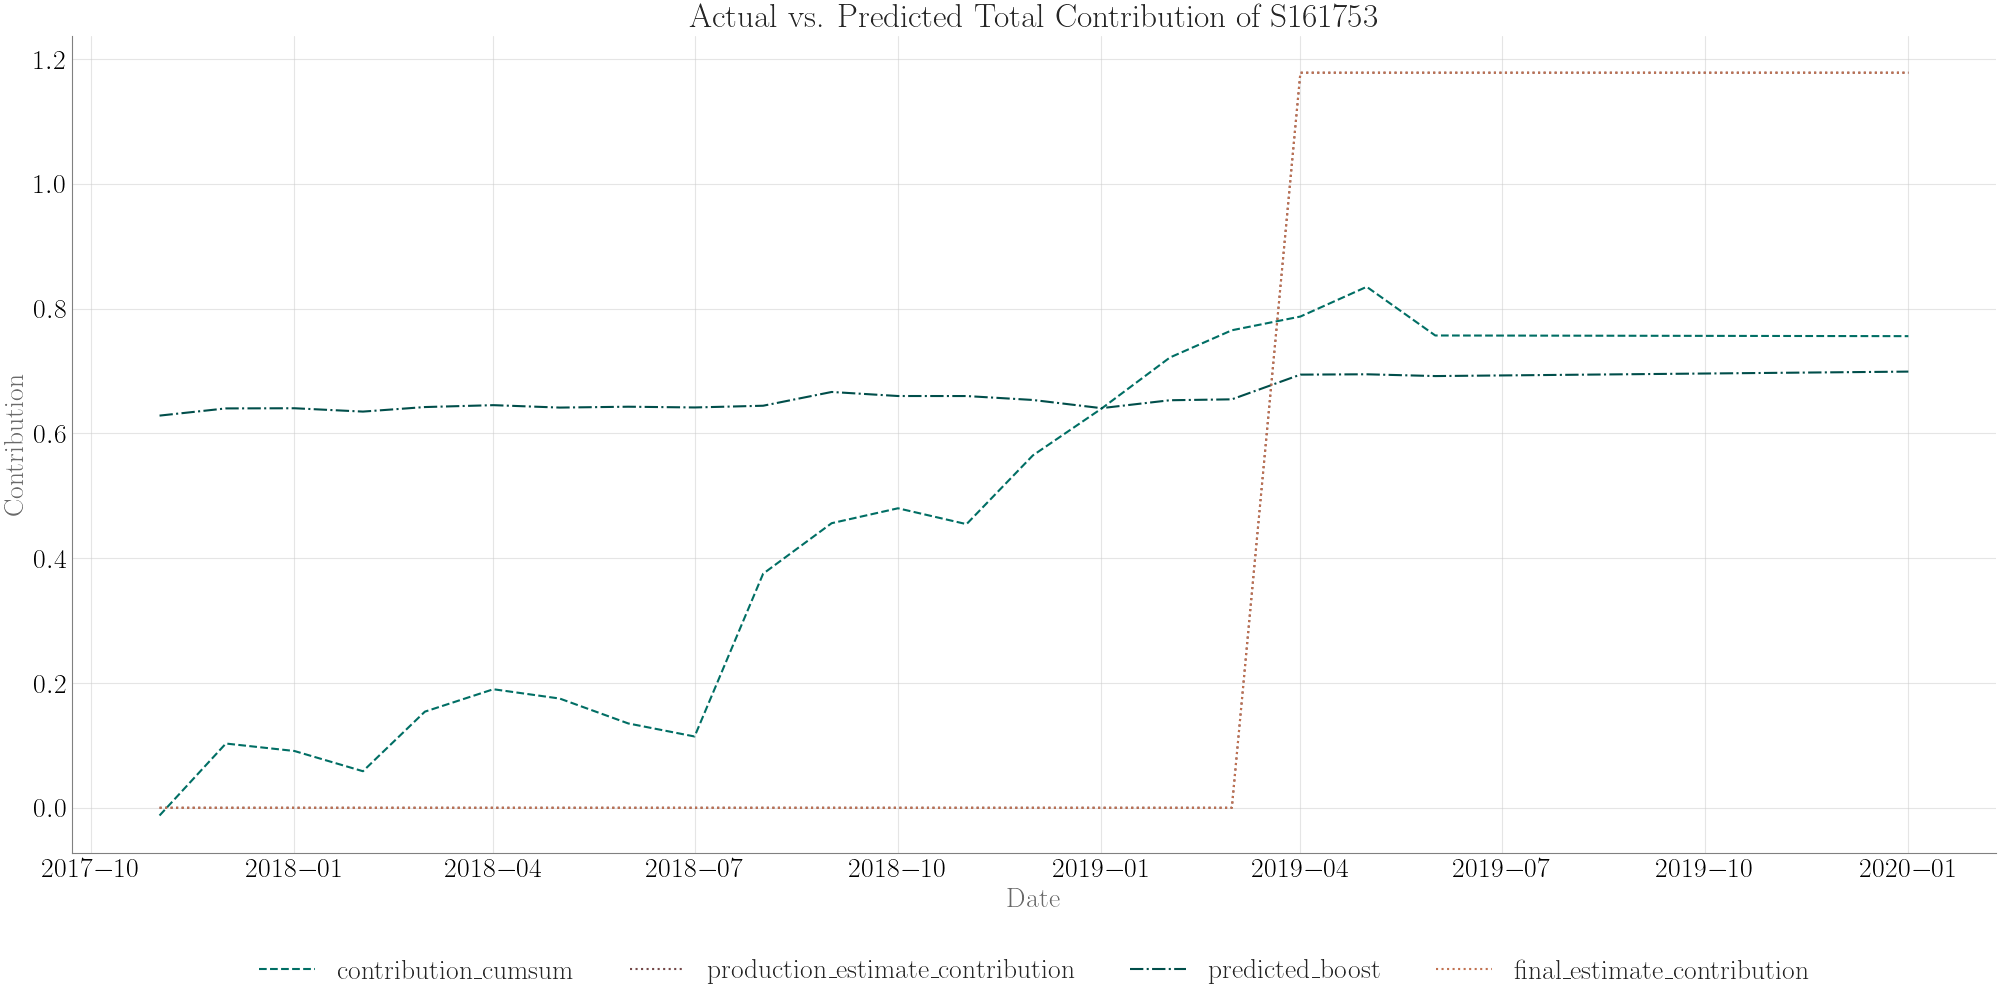 Actual vs. Predicted Total Contribution of S161753
1.2
1.0
0.8
0.6
0.4
0.2
0.0
Contribution
2017−10 2018−01 2018−04 2018−07 2018−10 2019−01 2019−04 2019−07 2019−10 2020−01
Date
contribution_cumsum production_estimate_contribution predicted_boost final_estimate_contribution